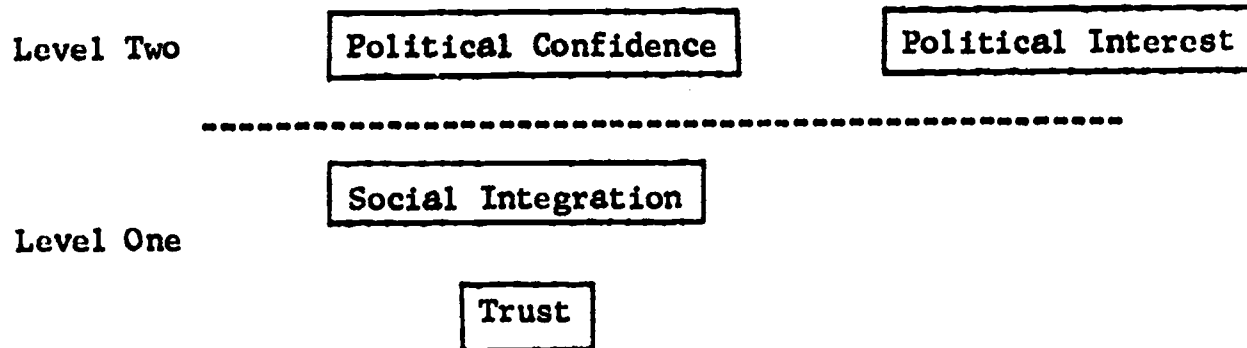 Level Two Political Confidence Political Interest
Social Integration
Level One
Trust